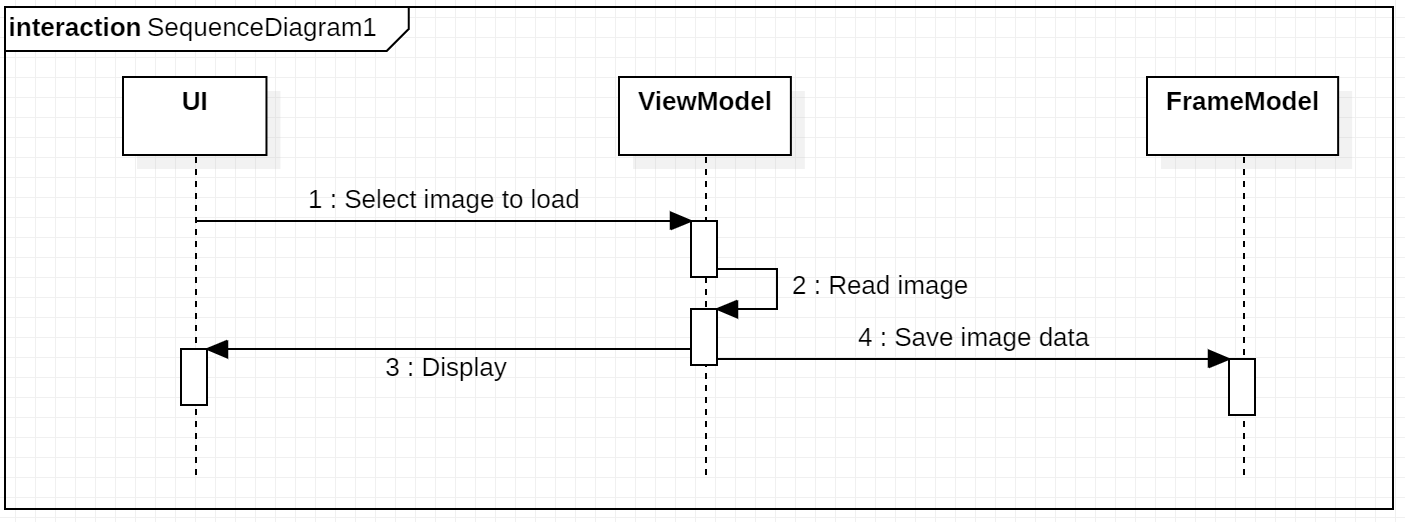 interaction SequenceDiagram1
UI
ViewModel
FrameModel
1 : Select image to load
2 : Read image
4 : Save image data
3 : Display